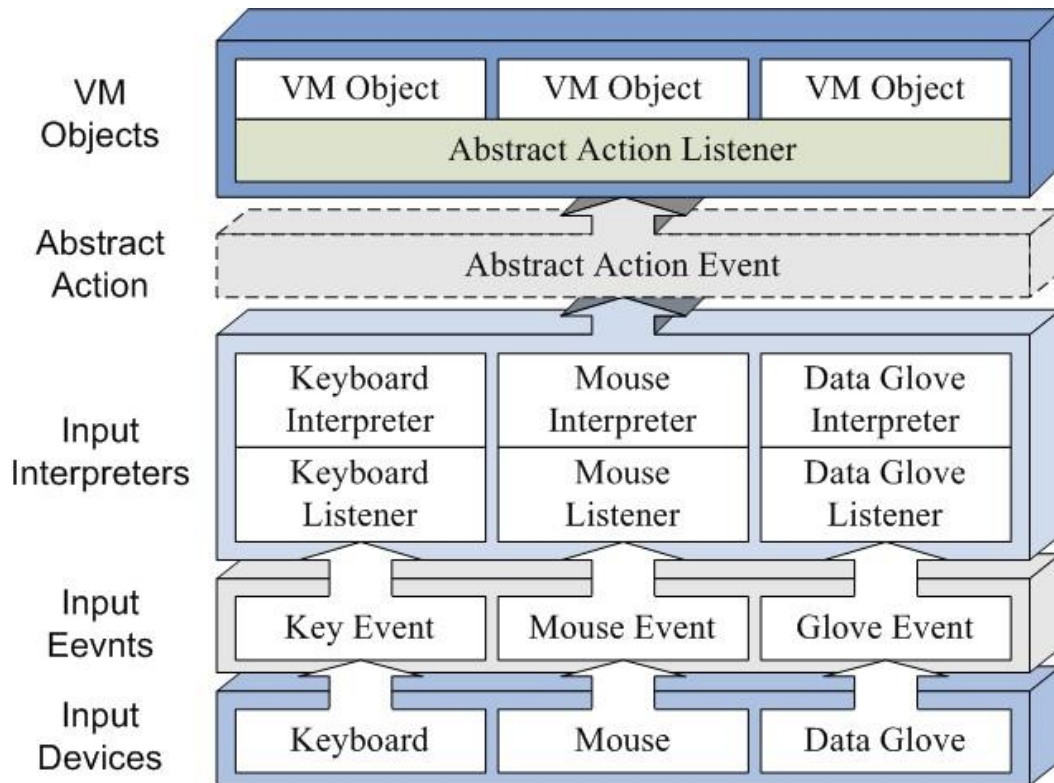 VM
Objects
VM Object VM Object VM Object
Abstract Action Listener
Abstract
Action
Abstract Action Event
Input
Interpreters
Keyboard
Interpreter
Mouse
Interpreter
Data Glove
Interpreter
Keyboard
Listener
Mouse
Listener
Data Glove
Listener
Input
Eevnts
Key Event Mouse Event Glove Event
Input
Devices
Keyboard Mouse Data Glove